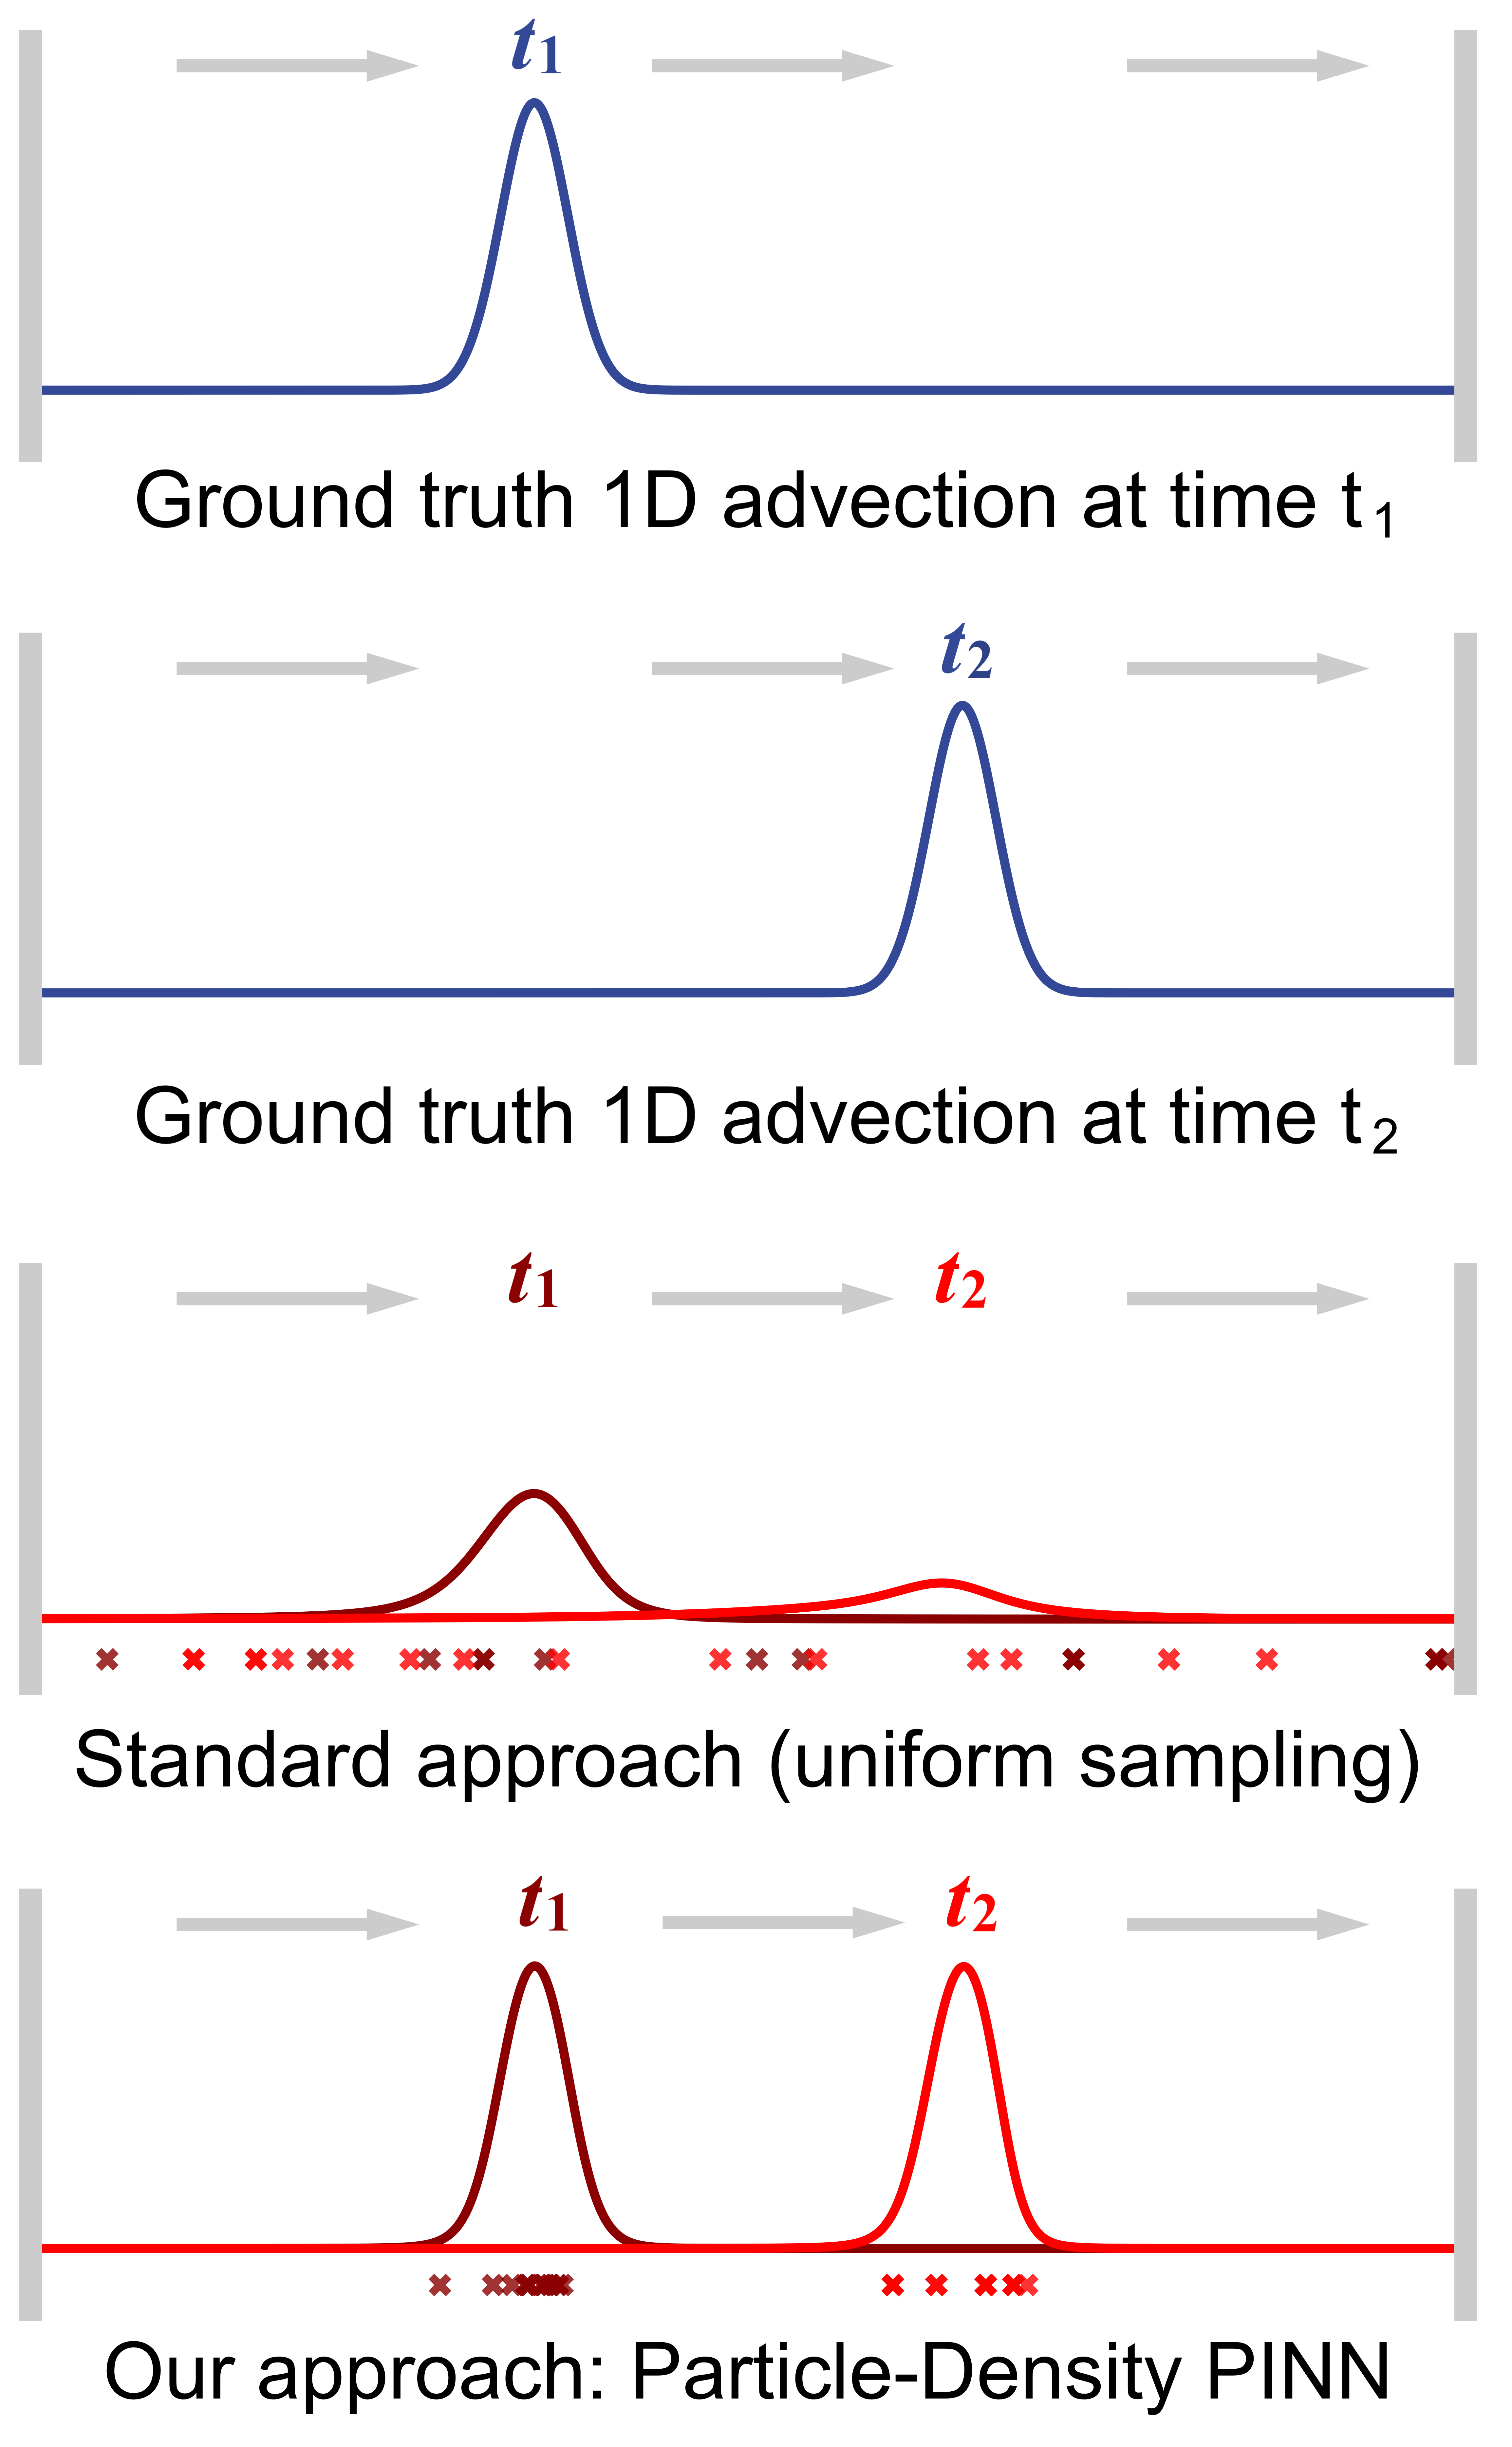 t1
Ground truth 1D advection at time t1
t2
Ground truth 1D advection at time t2
t1 t2
Standard approach (uniform sampling)
t1 t2
Our approach: Particle-Density PINN